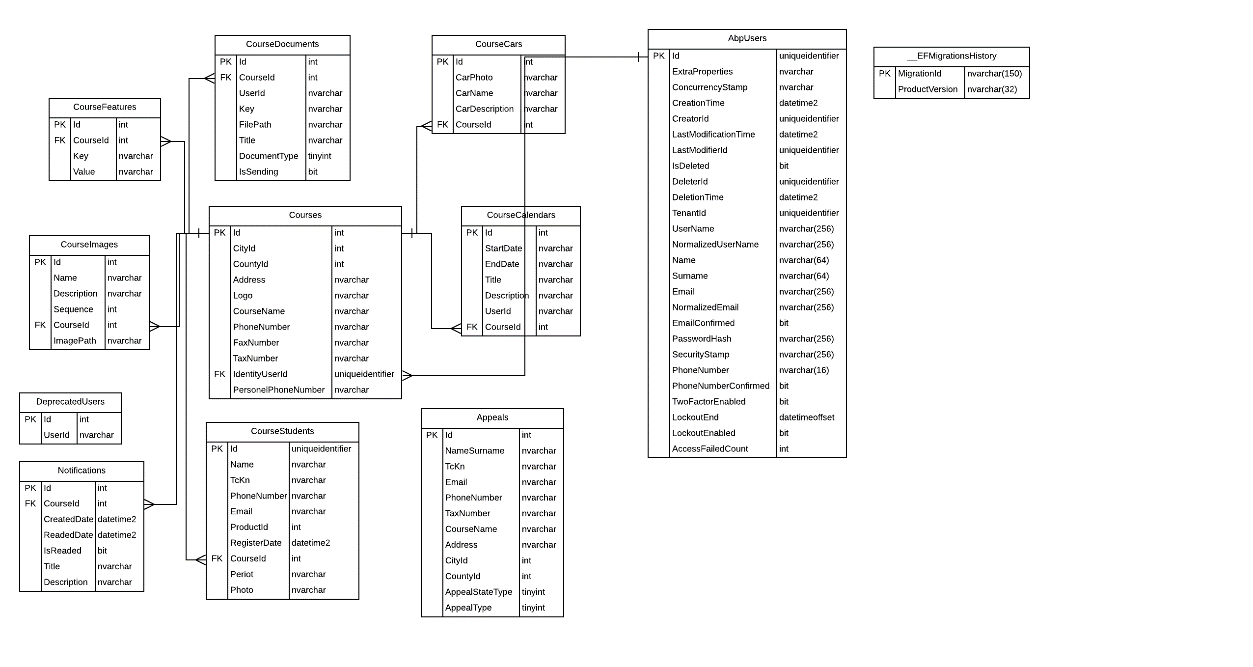 CourseDocuments
PK Id int
FK CourseId int
UserId nvarchar
Key nvarchar
FilePath nvarchar
Title nvarchar
DocumentType tinyint
IsSending bit
CourseCars
PK Id int
CarPhoto nvarchar
CarName nvarchar
CarDescription nvarchar
FK CourseId int
AbpUsers
PK Id uniqueidentifier
ExtraProperties nvarchar
ConcurrencyStamp nvarchar
CreationTime datetime2
CreatorId uniqueidentifier
LastModificationTime datetime2
LastModifierId uniqueidentifier
IsDeleted bit
DeleterId uniqueidentifier
DeletionTime datetime2
TenantId uniqueidentifier
UserName nvarchar(256)
NormalizedUserName nvarchar(256)
Name nvarchar(64)
Surname nvarchar(64)
Email nvarchar(256)
NormalizedEmail nvarchar(256)
EmailConfirmed bit
PasswordHash nvarchar(256)
SecurityStamp nvarchar(256)
PhoneNumber nvarchar(16)
PhoneNumberConfirmed bit
TwoFactorEnabled bit
LockoutEnd datetimeoffset
LockoutEnabled bit
AccessFailedCount int
__EFMigrationsHistory
PK MigrationId nvarchar(150)
ProductVersion nvarchar(32)
CourseFeatures
PK Id int
FK CourseId int
Key nvarchar
Value nvarchar
Courses
PK Id int
CityId int
CountyId int
Address nvarchar
Logo nvarchar
CourseName nvarchar
PhoneNumber nvarchar
FaxNumber nvarchar
TaxNumber nvarchar
FK IdentityUserId uniqueidentifier
PersonelPhoneNumber nvarchar
CourseCalendars
PK Id int
StartDate nvarchar
EndDate nvarchar
Title nvarchar
Description nvarchar
UserId nvarchar
FK CourseId int
CourseImages
PK Id int
Name nvarchar
Description nvarchar
Sequence int
FK CourseId int
ImagePath nvarchar
DeprecatedUsers
PK Id int
UserId nvarchar
Notifications
PK Id int
FK CourseId int
CreatedDate datetime2
ReadedDate datetime2
IsReaded bit
Title nvarchar
Description nvarchar
CourseStudents
PK Id uniqueidentifier
Name nvarchar
TcKn nvarchar
PhoneNumber nvarchar
Email nvarchar
ProductId int
RegisterDate datetime2
FK CourseId int
Periot nvarchar
Photo nvarchar
Appeals
PK Id int
NameSurname nvarchar
TcKn nvarchar
Email nvarchar
PhoneNumber nvarchar
TaxNumber nvarchar
CourseName nvarchar
Address nvarchar
CityId int
CountyId int
AppealStateType tinyint
AppealType tinyint